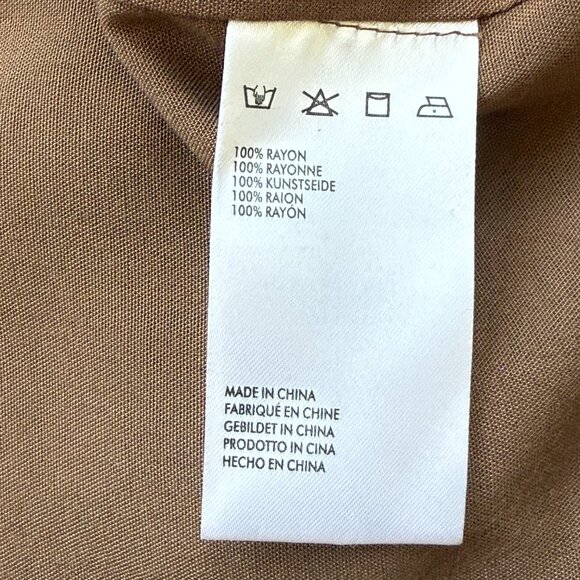 100% RAYON
100% RAYONNE
100% KUNSTSEIDE
100% RAION
100% RAYÓN
MADE IN CHINA
FABRIQUÉ EN CHINE
GEBILDET IN CHINA
PRODOTTO IN CINA
HECHO EN CHINA